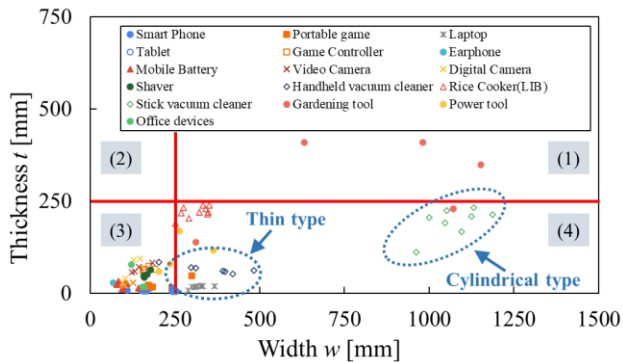 750
500
250
0
Thickness t [mm]
Smart Phone
Portable game
Laptop
Tablet
Game Controller
Earphone
Mobile Battery
Video Camera
Digital Camera
Shaver
Handheld vacuum cleaner
Rice Cooker(LIB)
Stick vacuum cleaner
Gardening tool
Power tool
Office devices
(2)
(1)
(3)
(4)
Thin type
Cylindrical type
0
250
500
750
1000
1250
1500
Width w [mm]